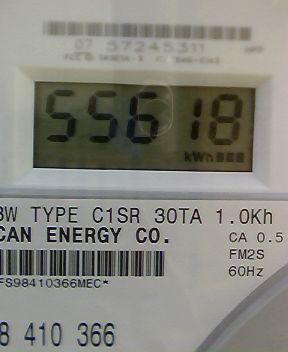 07 57245311
55618
kWh
3W TYPE C1SR 30TA 1.0Kh
CAN ENERGY CO.
CA 0.5
FM2S
60Hz
FS98410366MEC*
8 410 366